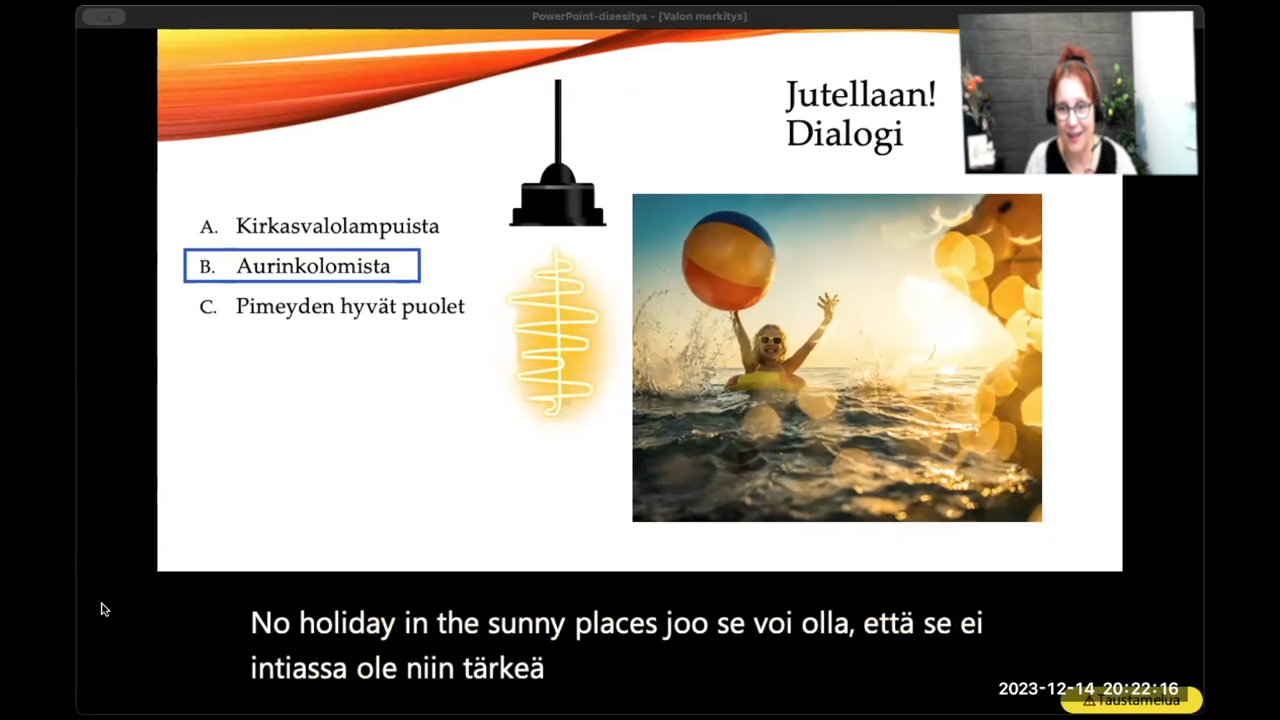 PowerPoint-diaesitys - [Valon merkitys]
Jutellaan!
Dialogi
A. Kirkasvalolampuista
B. Aurinkolomista
C. Pimeyden hyvät puolet
No holiday in the sunny places joo se voi olla, että se ei
intiassa ole niin tärkeä
2023-12-14 20:22:16
Taustamelua